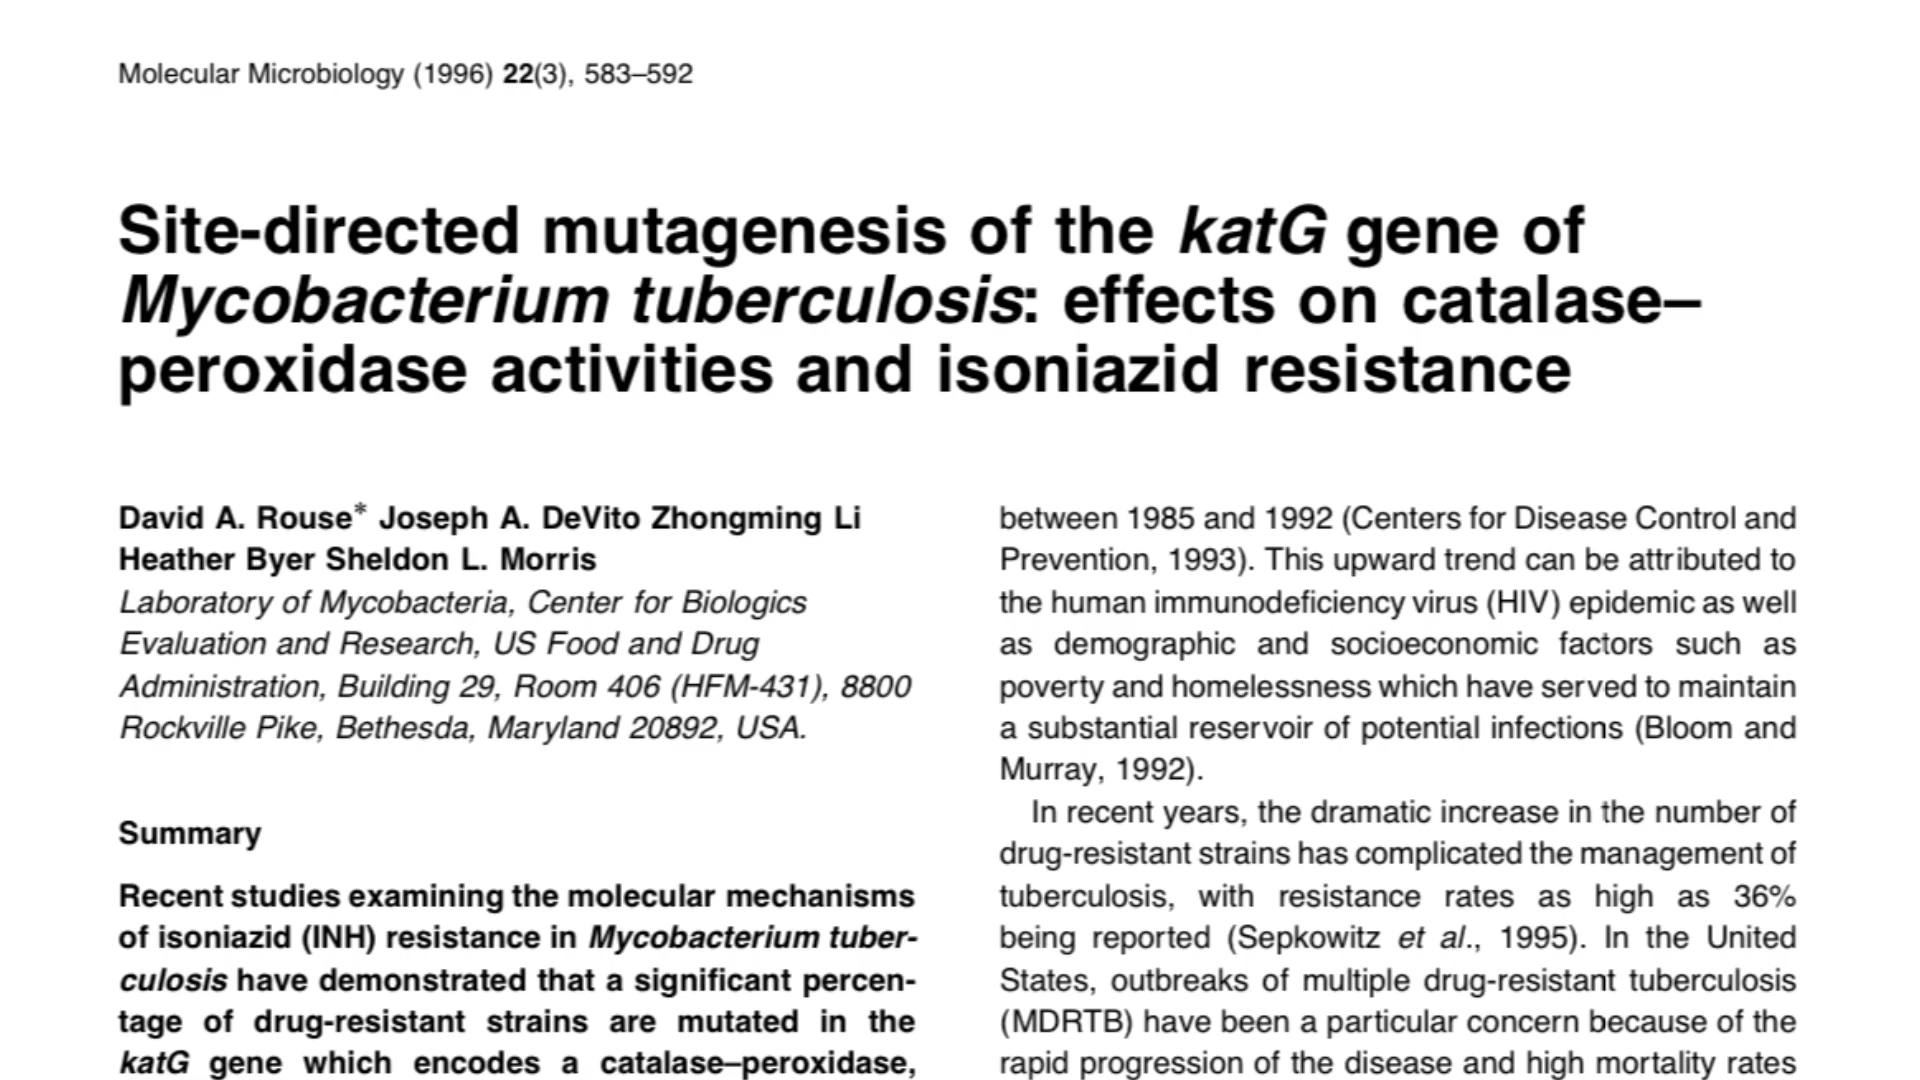 Molecular Microbiology (1996) 22(3), 583–592
Site-directed mutagenesis of the katG gene of
Mycobacterium tuberculosis: effects on catalase–
peroxidase activities and isoniazid resistance
David A. Rouse* Joseph A. DeVito Zhongming Li
Heather Byer Sheldon L. Morris
Laboratory of Mycobacteria, Center for Biologics
Evaluation and Research, US Food and Drug
Administration, Building 29, Room 406 (HFM-431), 8800
Rockville Pike, Bethesda, Maryland 20892, USA.
Summary
Recent studies examining the molecular mechanisms
of isoniazid (INH) resistance in Mycobacterium tuber-
culosis have demonstrated that a significant percen-
tage of drug-resistant strains are mutated in the
katG gene which encodes a catalase–peroxidase,
between 1985 and 1992 (Centers for Disease Control and
Prevention, 1993). This upward trend can be attributed to
the human immunodeficiency virus (HIV) epidemic as well
as demographic and socioeconomic factors such as
poverty and homelessness which have served to maintain
a substantial reservoir of potential infections (Bloom and
Murray, 1992).
In recent years, the dramatic increase in the number of
drug-resistant strains has complicated the management of
tuberculosis, with resistance rates as high as 36%
being reported (Sepkowitz et al., 1995). In the United
States, outbreaks of multiple drug-resistant tuberculosis
(MDRTB) have been a particular concern because of the
rapid progression of the disease and high mortality rates